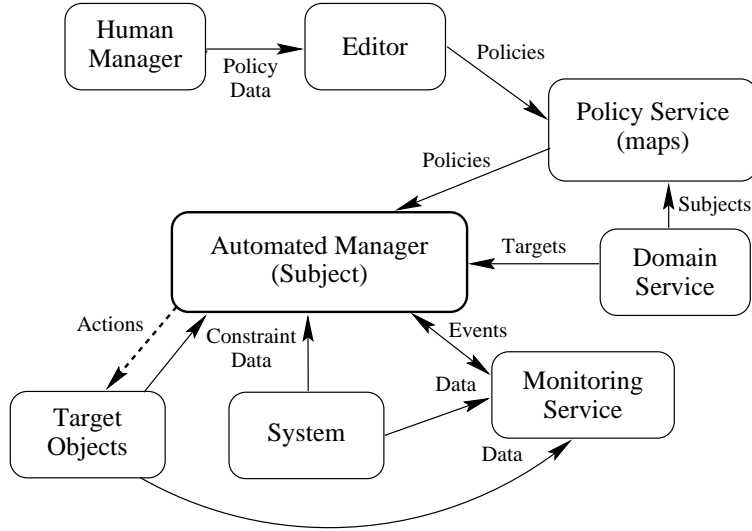 Human
Manager
Policy
Data
Editor
Policies
Policy Service
(maps)
Policies
Subjects
Automated Manager
(Subject)
Targets
Domain
Service
Actions
Constraint
Data
Events
Data
Monitoring
Service
Target
Objects
System
Data